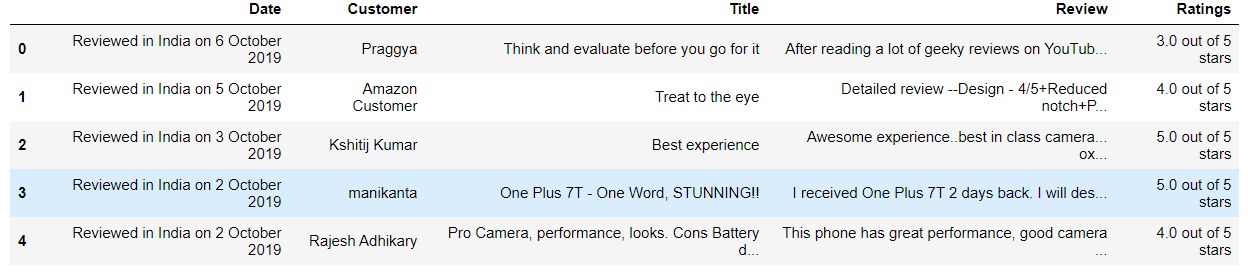 Date Customer Title Review Ratings
0 Reviewed in India on 6 October 2019 Praggya Think and evaluate before you go for it After reading a lot of geeky reviews on YouTub... 3.0 out of 5 stars
1 Reviewed in India on 5 October 2019 Amazon Customer Treat to the eye Detailed review --Design - 4/5+Reduced notch+P... 4.0 out of 5 stars
2 Reviewed in India on 3 October 2019 Kshitij Kumar Best experience Awesome experience..best in class camera... ox... 5.0 out of 5 stars
3 Reviewed in India on 2 October 2019 manikanta One Plus 7T - One Word, STUNNING!! I received One Plus 7T 2 days back. I will des... 5.0 out of 5 stars
4 Reviewed in India on 2 October 2019 Rajesh Adhikary Pro Camera, performance, looks. Cons Battery d... This phone has great performance, good camera ... 4.0 out of 5 stars